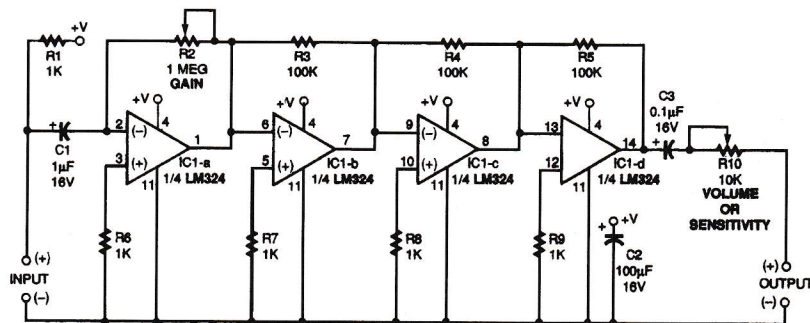 R1
1K
+V
R2
1 MEG
GAIN
R3
100K
R4
100K
R5
100K
C3
0.1µF
16V
+
C1
1µF
16V
2
(-)
3
(+)
+V
4
1
11
IC1-a
1/4 LM324
6
(-)
5
(+)
+V
4
7
11
IC1-b
1/4 LM324
9
(-)
10
(+)
+V
4
8
11
IC1-c
1/4 LM324
13
(-)
12
(+)
+V
4
14
11
IC1-d
1/4 LM324
+
R10
10K
VOLUME
OR
SENSITIVITY
R6
1K
R7
1K
R8
1K
R9
1K
+
+V
C2
100µF
16V
(+)
INPUT
(-)
(+)
OUTPUT
(-)